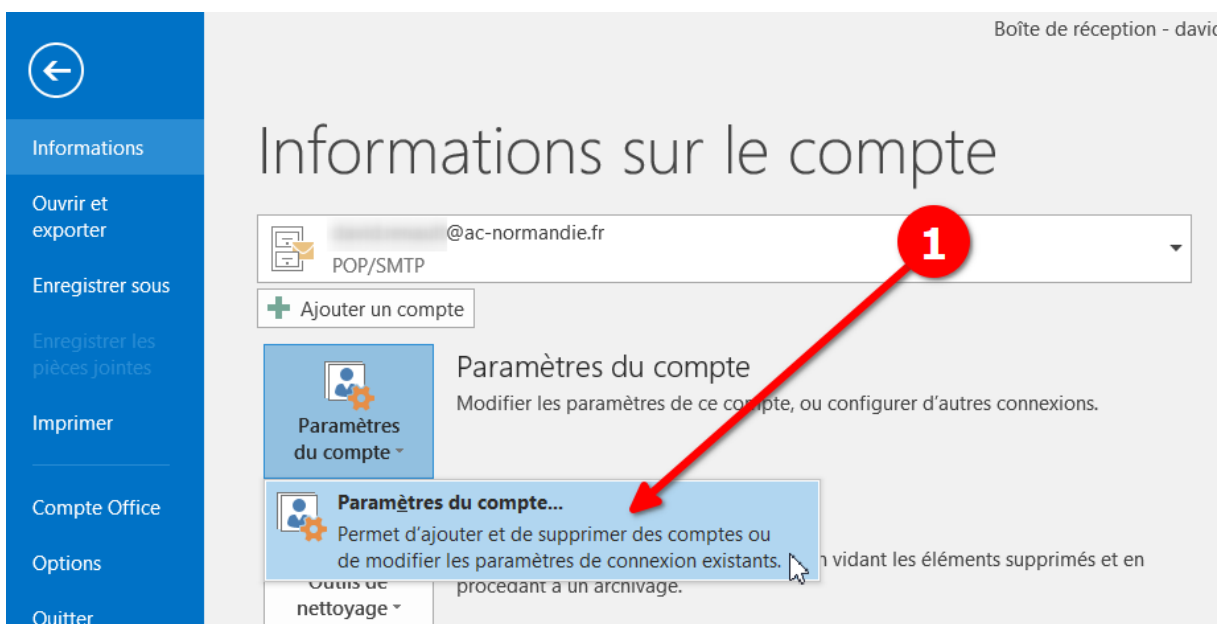 Boîte de réception - david
Informations
Ouvrir et
exporter
Enregistrer sous
Enregistrer les
pièces jointes
Imprimer
Compte Office
Options
Quitter
Informations sur le compte
@ac-normandie.fr
POP/SMTP
1
Ajouter un compte
Paramètres
du compte
Paramètres du compte
Modifier les paramètres de ce compte, ou configurer d'autres connexions.
Paramètres du compte...
Permet d'ajouter et de supprimer des comptes ou
de modifier les paramètres de connexion existants.
vidant les éléments supprimés et en
procédant à un archivage.
Outils de
nettoyage